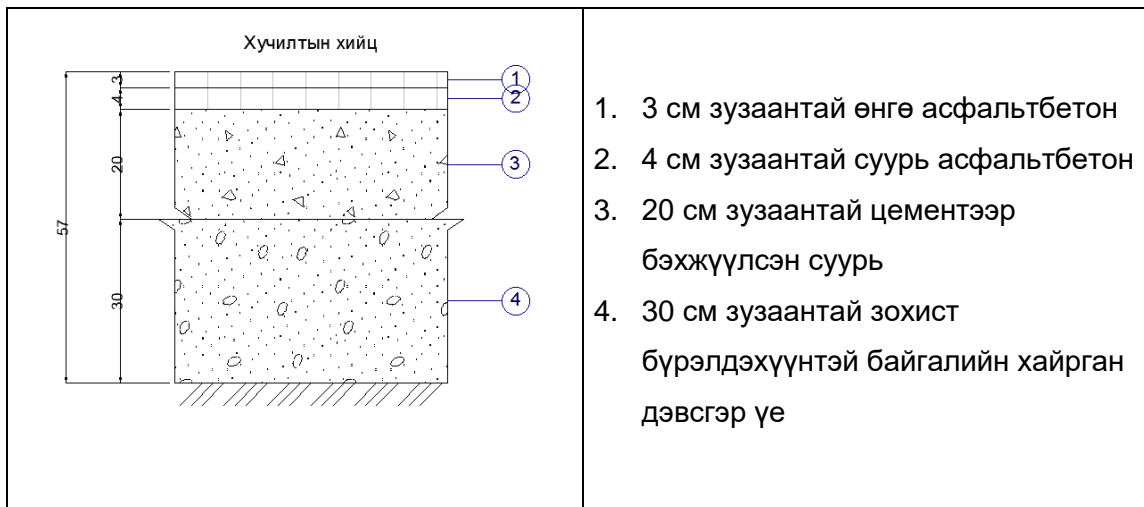 Хучилтын хийц
3
4
20
57
30
1
2
3
4
1. 3 см зузаантай өнгө асфальтбетон
2. 4 см зузаантай суурь асфальтбетон
3. 20 см зузаантай цементээр
бэхжүүлсэн суурь
4. 30 см зузаантай зохист
бүрэлдэхүүнтэй байгалийн хайрган
дэвсгэр үе